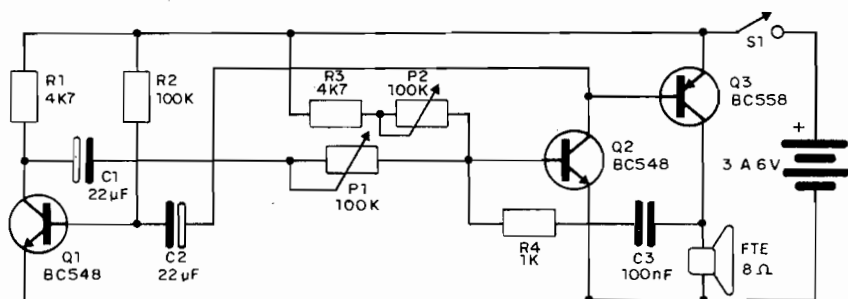 R1
4K7
R2
100K
R3
4K7
P2
100K
S1
Q3
BC558
+
3 A 6V
C1
22µF
P1
100K
Q2
BC548
Q1
BC548
C2
22µF
R4
1K
C3
100nF
FTE
8Ω